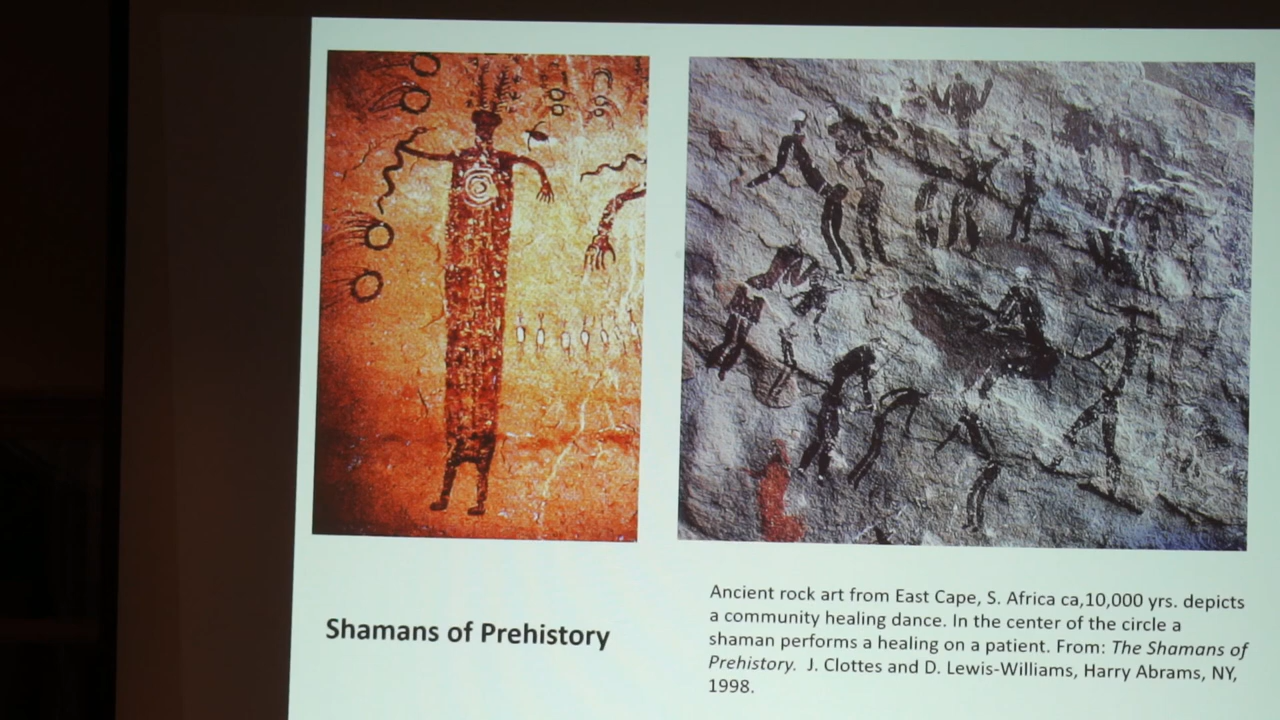 Shamans of Prehistory
Ancient rock art from East Cape, S. Africa ca,10,000 yrs. depicts
a community healing dance. In the center of the circle a
shaman performs a healing on a patient. From: The Shamans of
Prehistory. J. Clottes and D. Lewis-Williams, Harry Abrams, NY,
1998.